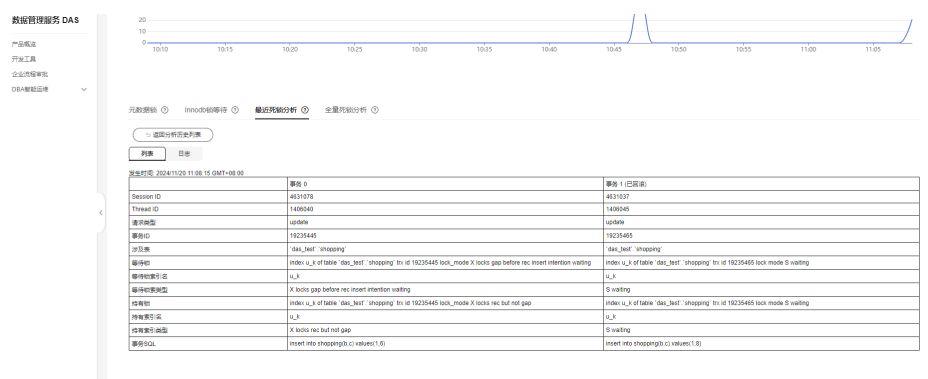 数据管理服务 DAS
产品概览
开发工具
企业流程审批
DBA智能运维
20
10
0
10:10 10:15 10:20 10:25 10:30 10:35 10:40 10:45 10:50 10:55 11:00 11:05
元数据锁 ? Innodb锁等待 ? 最近死锁分析 ? 全量死锁分析 ?
返回分析历史列表
列表 日志
发生时间: 2024/11/20 11:08:15 GMT+08:00
事务 0 事务 1 (已回滚)
Session ID 4631078 4631037
Thread ID 1406040 1406045
请求类型 update update
事务ID 19235445 19235465
涉及表 `das_test`.`shopping` `das_test`.`shopping`
等待锁 index u_k of table `das_test`.`shopping` trx id 19235445 lock_mode X locks gap before rec insert intention waiting index u_k of table `das_test`.`shopping` trx id 19235465 lock mode S waiting
等待锁索引名 u_k u_k
等待锁索类型 X locks gap before rec insert intention waiting S waiting
持有锁 index u_k of table `das_test`.`shopping` trx id 19235445 lock_mode X locks rec but not gap index u_k of table `das_test`.`shopping` trx id 19235465 lock mode S waiting
持有索引名 u_k u_k
持有索引类型 X locks rec but not gap S waiting
事务SQL insert into shopping(b,c) values(1,6) insert into shopping(b,c) values(1,8)